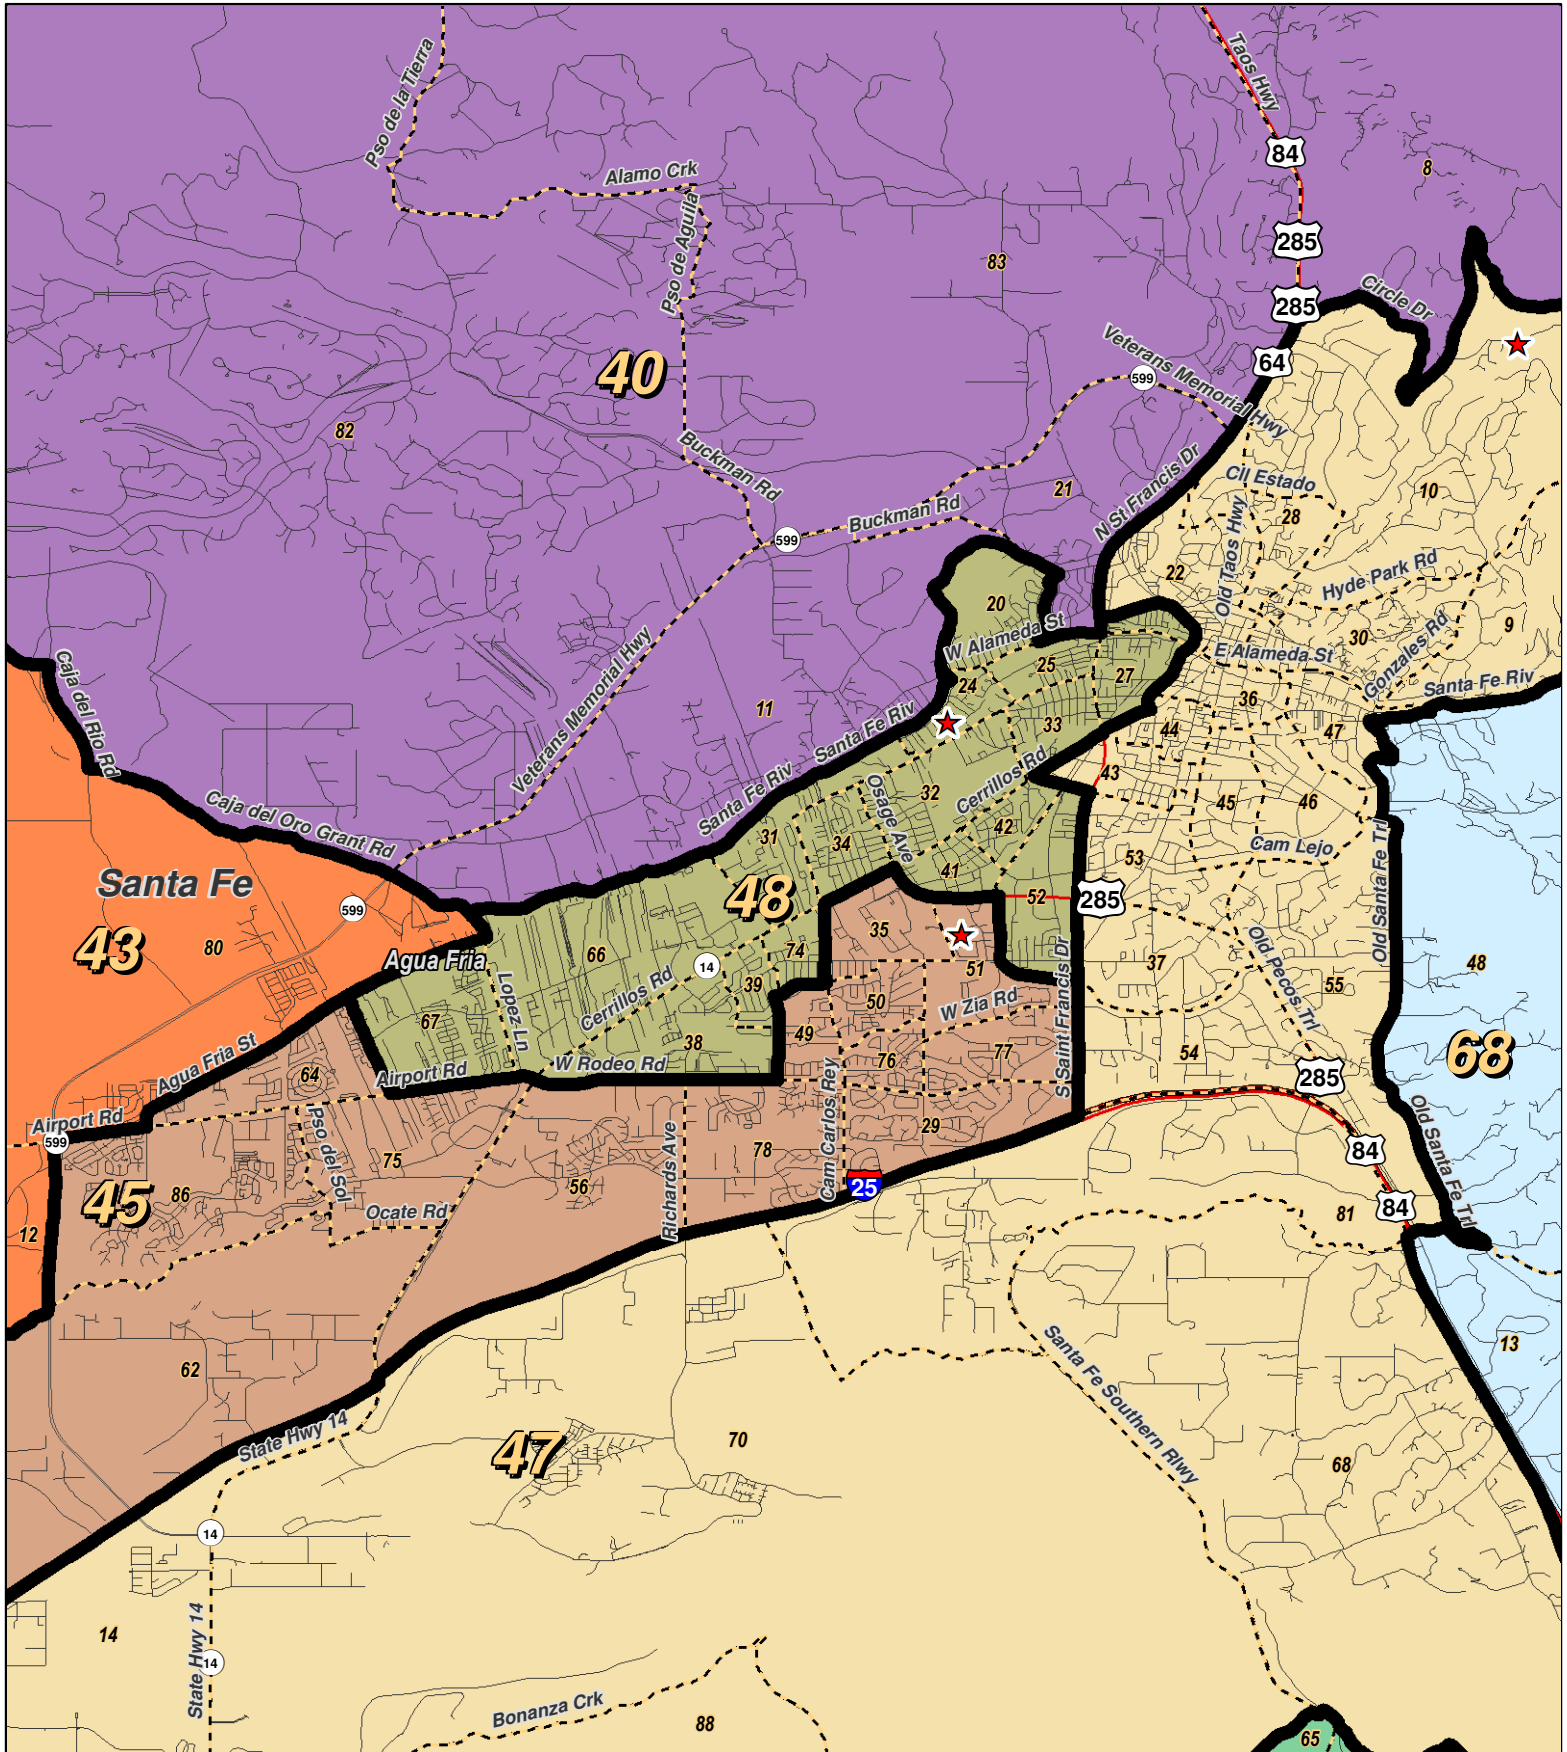 Pso de la Tierra
Taos Hwy
84
Alamo Crk
8
Pso de Aguila
285
83
285
Circle Dr
Veterans Memorial Hwy
64
599
40
82
Buckman Rd
N St Francis Dr
Cll Estado
21
10
Buckman Rd
28
Old Taos Hwy
599
22
Hyde Park Rd
20
W Alameda St
30
9
E Alameda St
Gonzales Rd
25
27
24
Santa Fe Riv
36
Caja del Rio Rd
Veterans Memorial Hwy
11
Santa Fe Riv
33
44
47
43
Santa Fe Riv
Osage Ave
32
Cerrillos Rd
45
46
Caja del Oro Grant Rd
31
34
42
Cam Lejo
53
41
Old Santa Fe Trl
Santa Fe
48
52
285
599
35
43
80
Agua Fria
66
14
74
51
37
Old Pecos Trl
48
Lopez Ln
Cerrillos Rd
39
50
W Zia Rd
S Saint Francis Dr
55
67
38
49
76
77
54
68
Agua Fria St
64
Airport Rd
W Rodeo Rd
285
Airport Rd
599
Pso del Sol
Cam Carlos Rey
29
Old Santa Fe Trl
75
78
84
45
86
56
Richards Ave
25
84
Ocate Rd
81
12
62
Santa Fe Southern Rlwy
13
State Hwy 14
47
70
68
14
14
State Hwy 14
14
Bonanza Crk
88
65